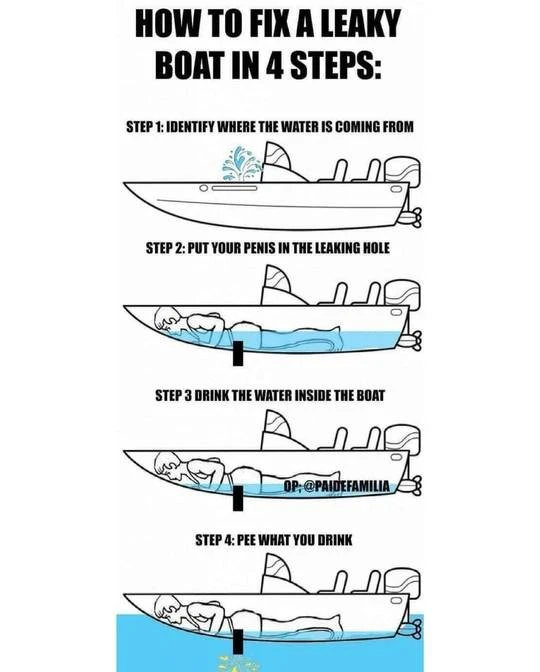 HOW TO FIX A LEAKY
BOAT IN 4 STEPS:
STEP 1: IDENTIFY WHERE THE WATER IS COMING FROM
STEP 2: PUT YOUR PENIS IN THE LEAKING HOLE
STEP 3 DRINK THE WATER INSIDE THE BOAT
OP; @PAIDEFAMILIA
STEP 4: PEE WHAT YOU DRINK